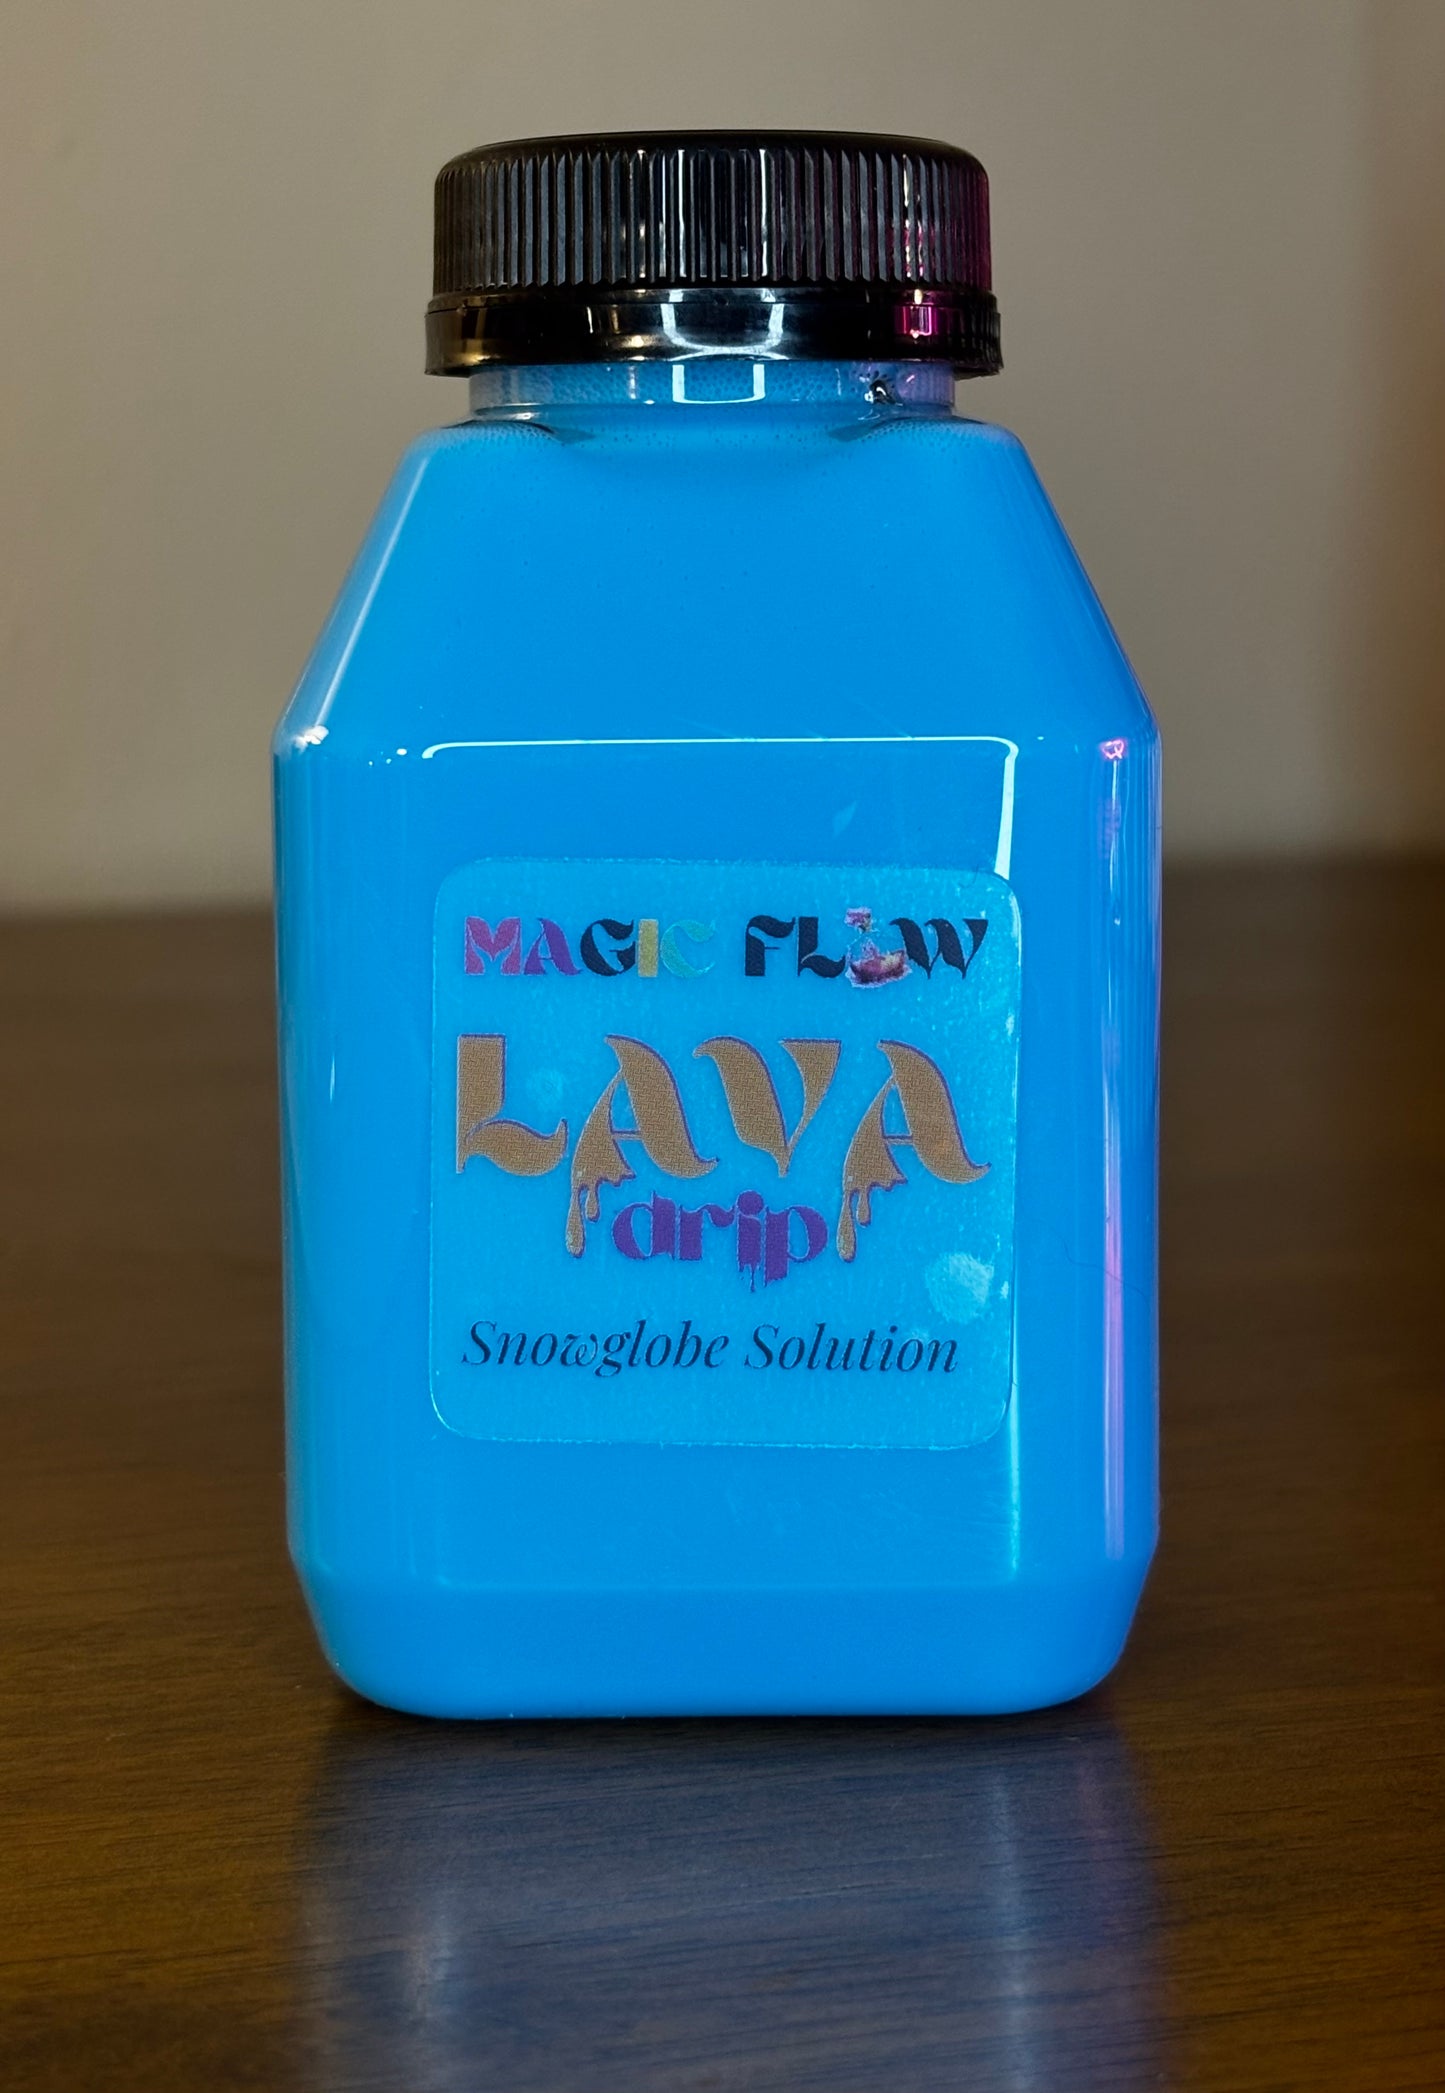 MAGIC FLOW
LAVA
drip
Snowglobe Solution